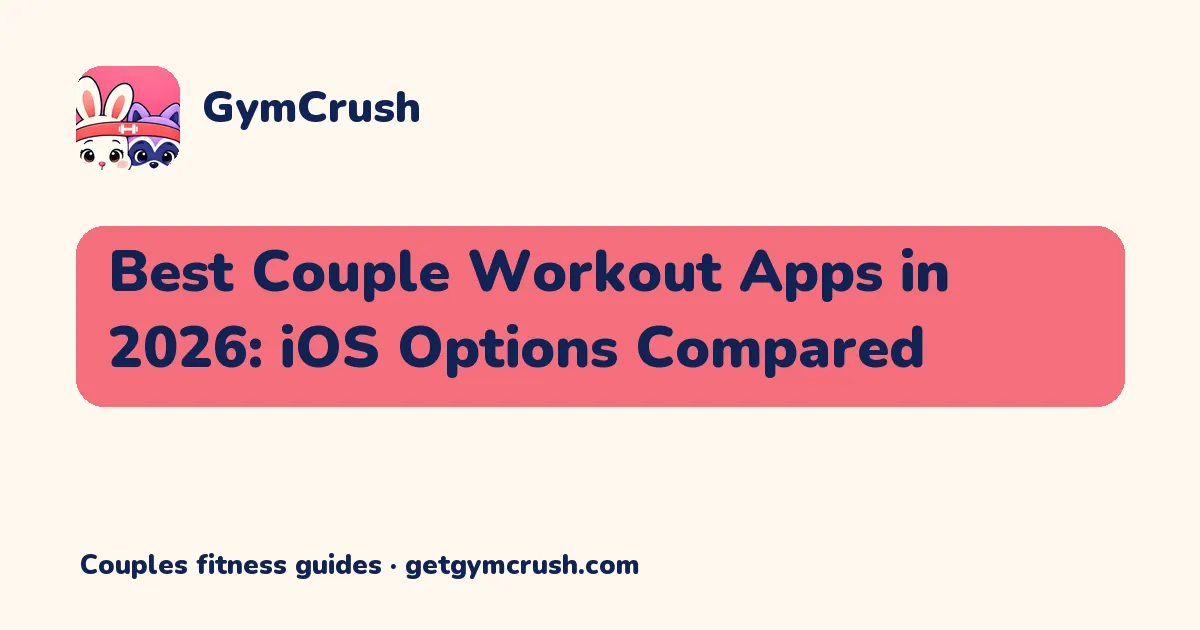 GymCrush
Best Couple Workout Apps in
2026: iOS Options Compared
Couples fitness guides · getgymcrush.com